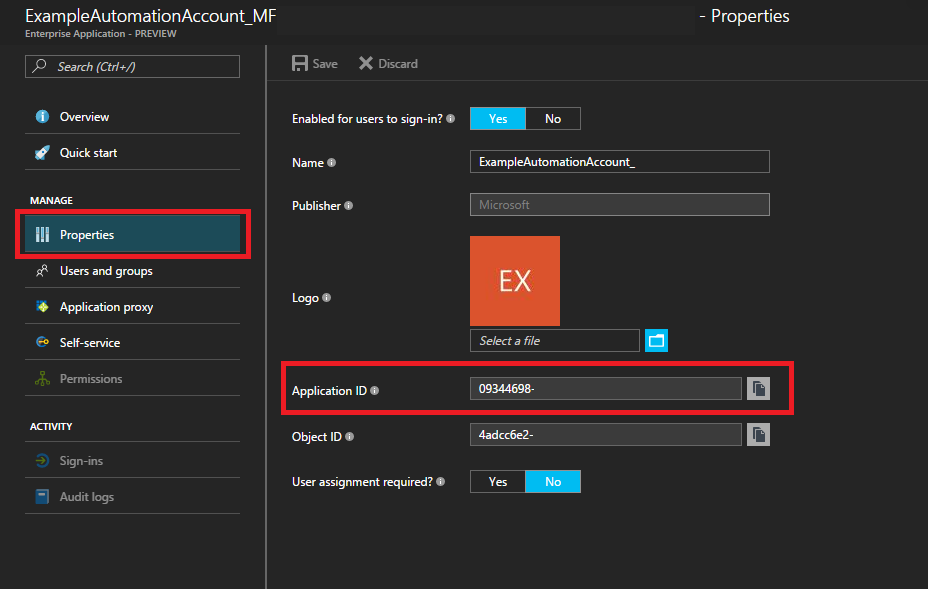 ExampleAutomationAccount_MF - Properties
Enterprise Application - PREVIEW
Search (Ctrl+/)
Overview
Quick start
MANAGE
Properties
Users and groups
Application proxy
Self-service
Permissions
ACTIVITY
Sign-ins
Audit logs
Save Discard
Enabled for users to sign-in? Yes No
Name ExampleAutomationAccount_
Publisher Microsoft
Logo EX
Select a file
Application ID 09344698-
Object ID 4adcc6e2-
User assignment required? Yes No